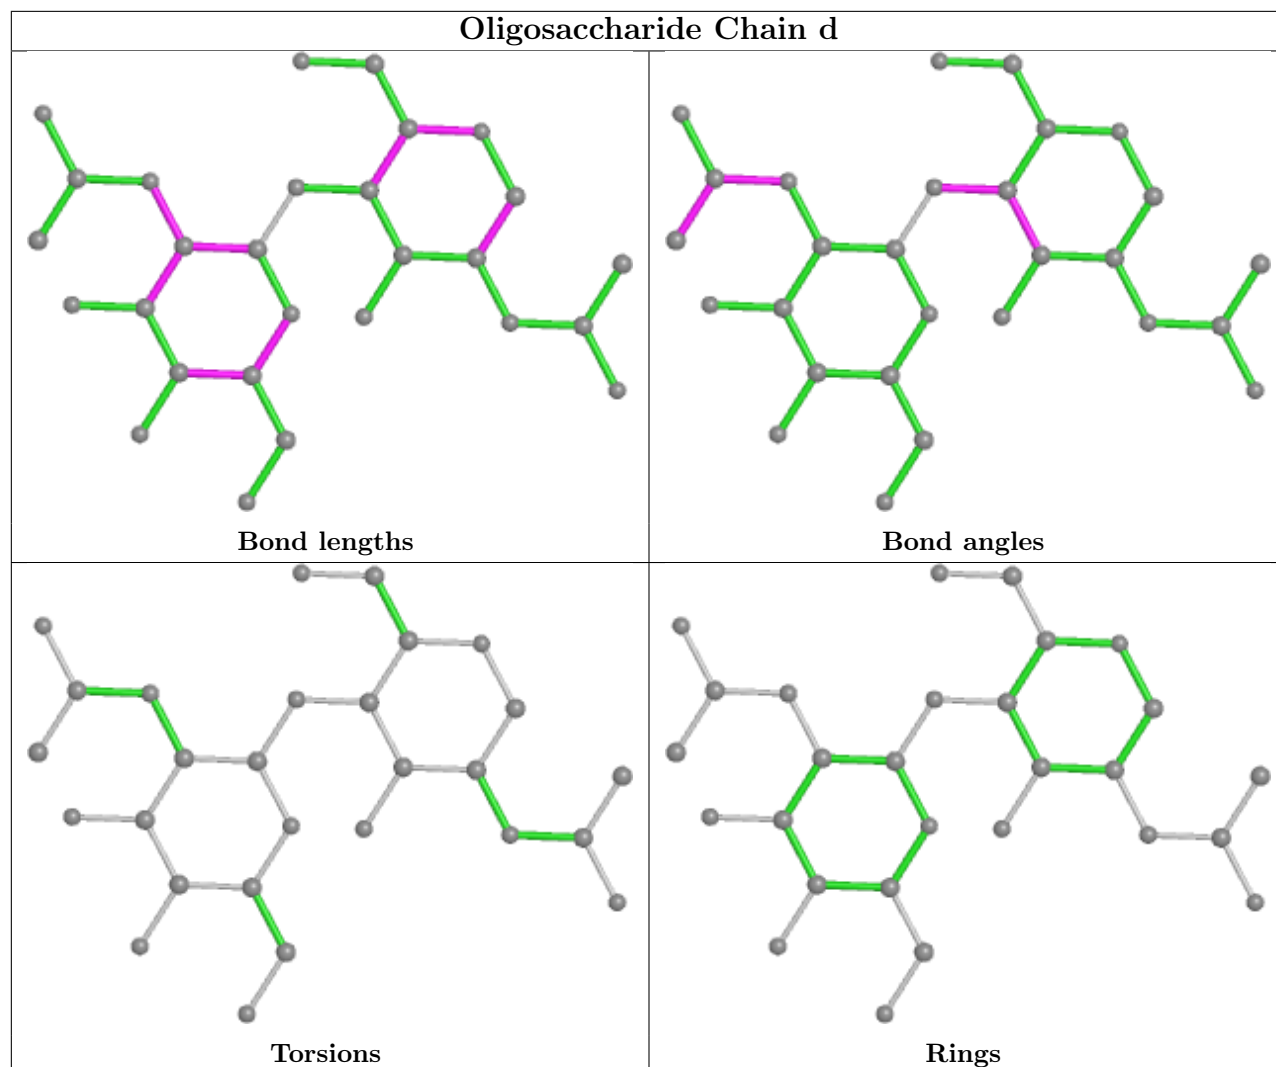 Oligosaccharide Chain d
Bond lengths
Bond angles
Torsions
Rings